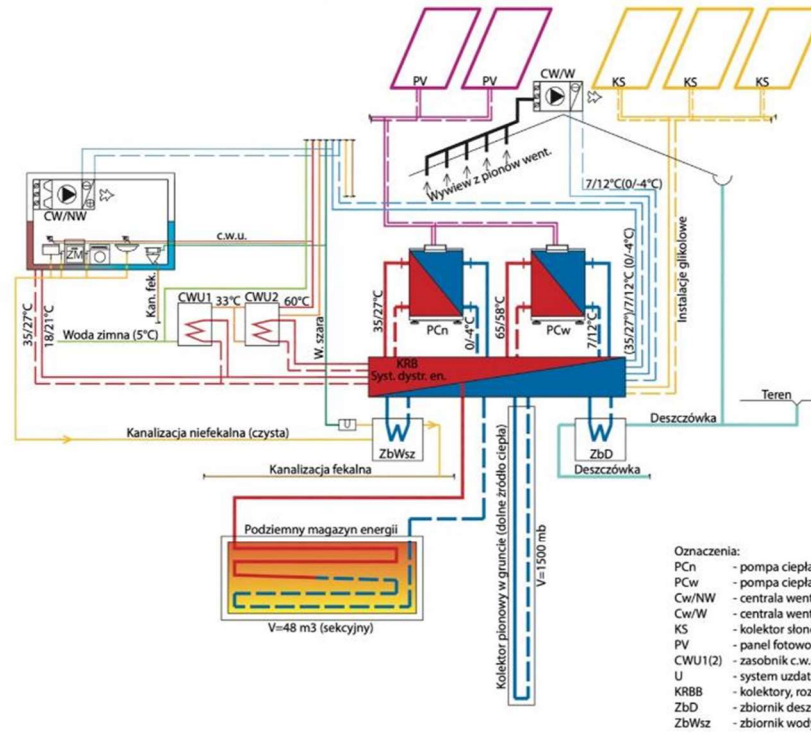 PV
PV
CW/W
KS
KS
KS
Wywiew z pionów went.
7/12°C(0/-4°C)
CW/NW
ZM
c.w.u.
Kan. fek.
35/27°C
18/21°C
CWU1
33°C
CWU2
60°C
Woda zimna (5°C)
W. szara
35/27°C
PCn
0/-4°C
65/58°C
PCw
7/12°C
(35/27°)/7/12°C (0/-4°C)
Instalacje glikolowe
KRB
Syst. dystr. en.
Teren
Deszczówka
U
Kanalizacja niefekalna (czysta)
ZbWsz
ZbD
Kanalizacja fekalna
Deszczówka
Podziemny magazyn energii
V=48 m3 (sekcyjny)
Kolektor pionowy w gruncie (dolne źródło ciepła)
V=1500 mb
Oznaczenia:
PCn - pompa ciepła
PCw - pompa ciepła
Cw/NW - centrala went
Cw/W - centrala went
KS - kolektor słone
PV - panel fotowo
CWU1(2) - zasobnik c.w.
U - system uzdat
KRBB - kolektory, roz
ZbD - zbiornik desz
ZbWsz - zbiornik wody